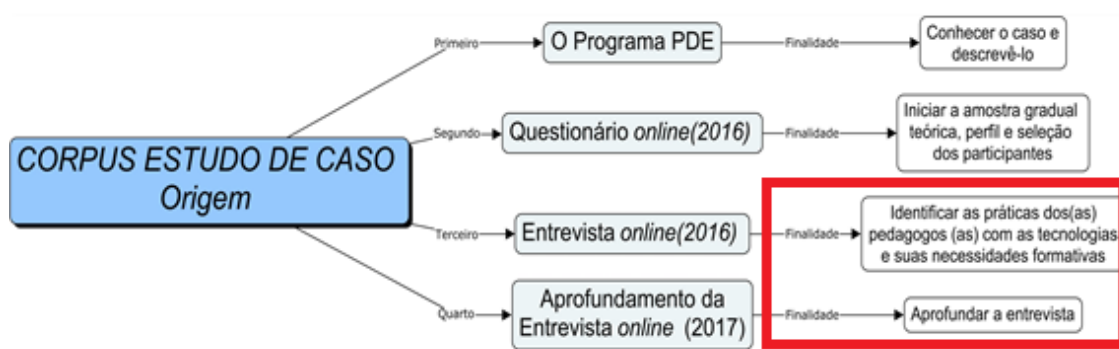 Primeiro
O Programa PDE
Finalidade
Conhecer o caso e
descrevê-lo
Segundo
Questionário online(2016)
Finalidade
Iniciar a amostra gradual
teórica, perfil e seleção
dos participantes
CORPUS ESTUDO DE CASO
Origem
Terceiro
Entrevista online(2016)
Finalidade
Identificar as práticas dos(as)
pedagogos (as) com as tecnologias
e suas necessidades formativas
Quarto
Aprofundamento da
Entrevista online (2017)
Finalidade
Aprofundar a entrevista